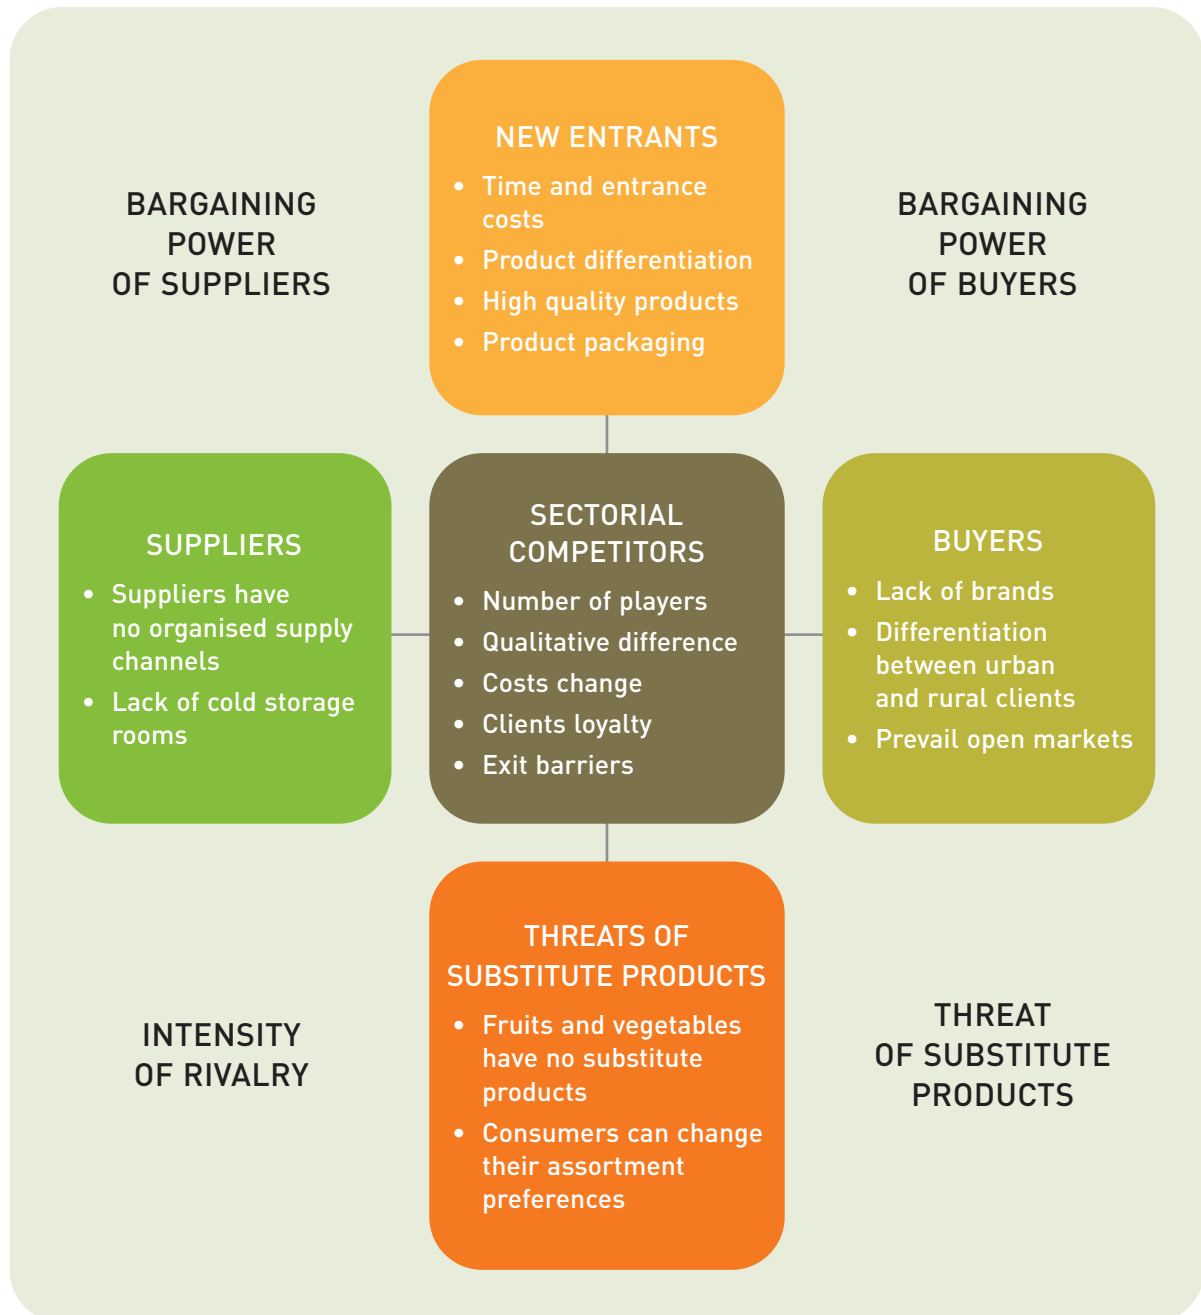 NEW ENTRANTS
• Time and entrance
costs
• Product differentiation
• High quality products
• Product packaging
BARGAINING
POWER
OF SUPPLIERS
BARGAINING
POWER
OF BUYERS
SUPPLIERS
• Suppliers have
no organised supply
channels
• Lack of cold storage
rooms
SECTORIAL
COMPETITORS
• Number of players
• Qualitative difference
• Costs change
• Clients loyalty
• Exit barriers
BUYERS
• Lack of brands
• Differentiation
between urban
and rural clients
• Prevail open markets
THREATS OF
SUBSTITUTE PRODUCTS
• Fruits and vegetables
have no substitute
products
• Consumers can change
their assortment
preferences
INTENSITY
OF RIVALRY
THREAT
OF SUBSTITUTE
PRODUCTS